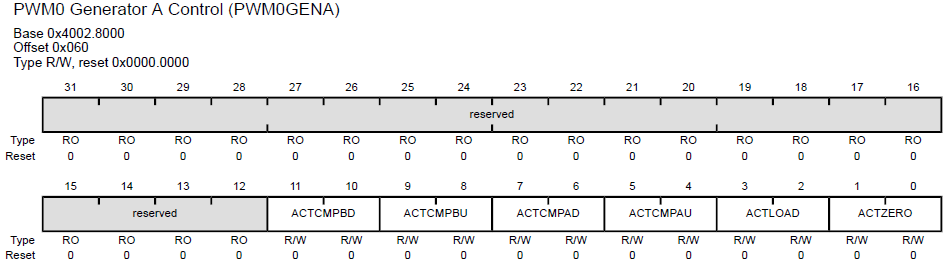 PWM0 Generator A Control (PWM0GENA)
Base 0x4002.8000
Offset 0x060
Type R/W, reset 0x0000.0000
31 30 29 28 27 26 25 24 23 22 21 20 19 18 17 16
reserved
Type RO RO RO RO RO RO RO RO RO RO RO RO RO RO RO RO
Reset 0 0 0 0 0 0 0 0 0 0 0 0 0 0 0 0
15 14 13 12 11 10 9 8 7 6 5 4 3 2 1 0
reserved ACTCMPBD ACTCMPBU ACTCMPAD ACTCMPAU ACTLOAD ACTZERO
Type RO RO RO RO R/W R/W R/W R/W R/W R/W R/W R/W R/W R/W R/W R/W
Reset 0 0 0 0 0 0 0 0 0 0 0 0 0 0 0 0